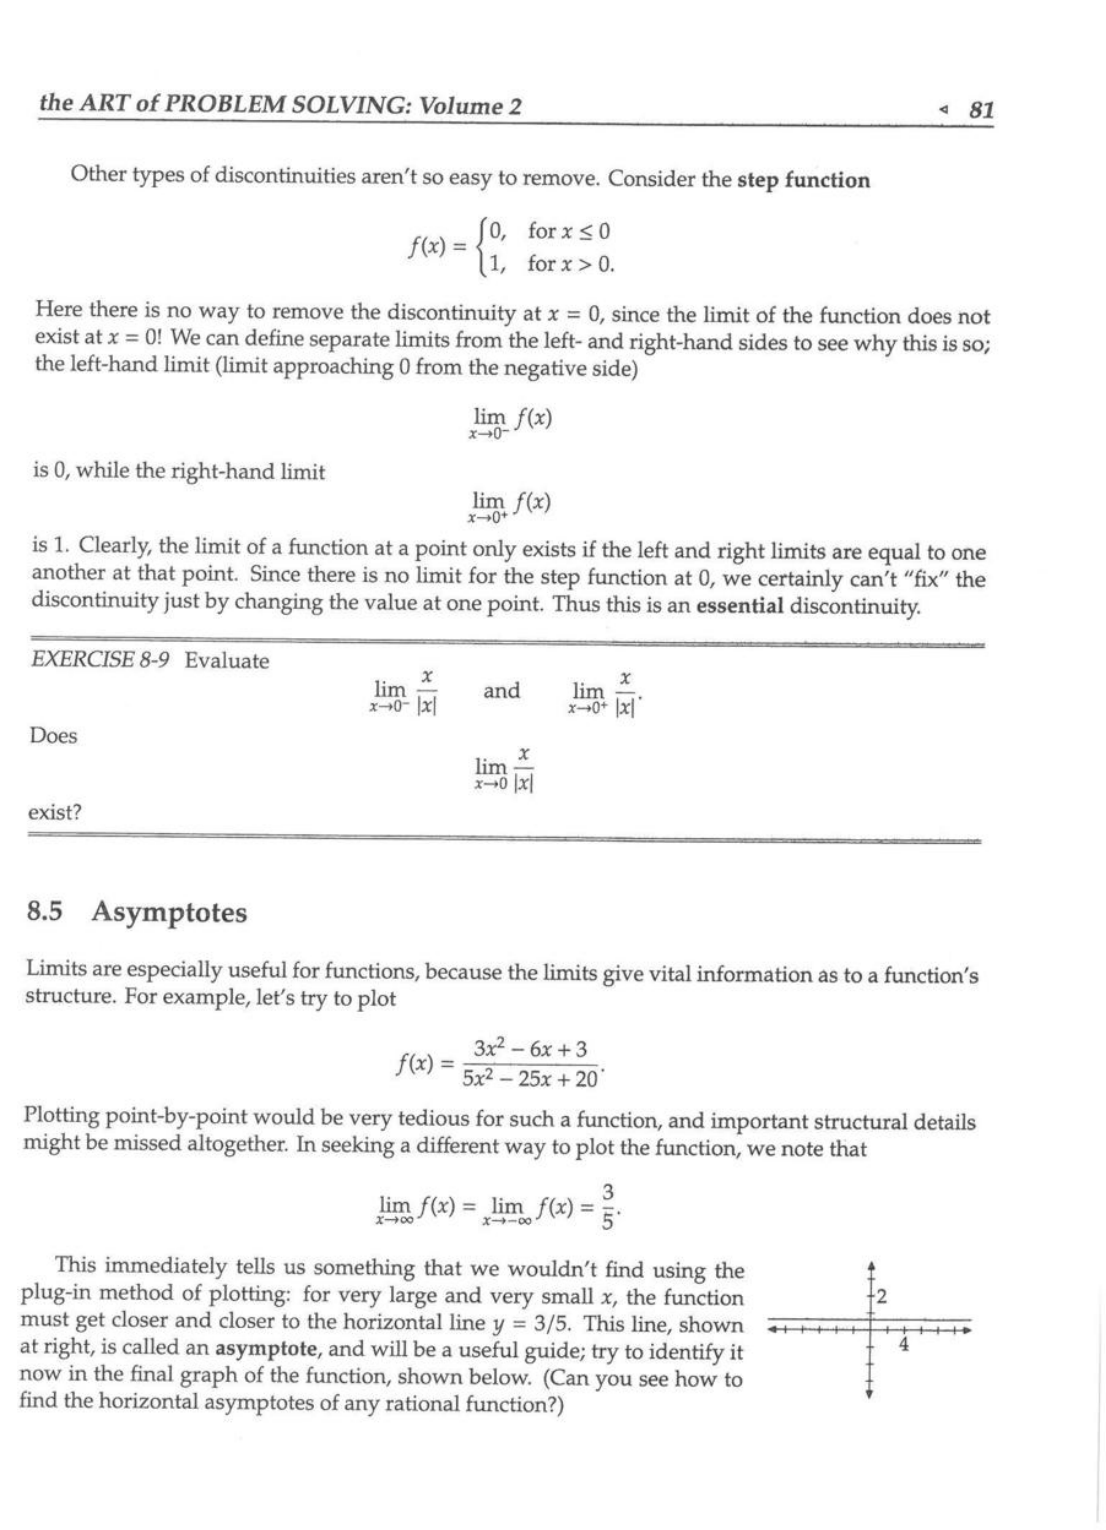 the ART of PROBLEM SOLVING: Volume 2 ◃ 81
Other types of discontinuities aren't so easy to remove. Consider the step function
f(x) = { 0, for x ≤ 0
1, for x > 0.
Here there is no way to remove the discontinuity at x = 0, since the limit of the function does not
exist at x = 0! We can define separate limits from the left- and right-hand sides to see why this is so;
the left-hand limit (limit approaching 0 from the negative side)
lim_{x→0⁻} f(x)
is 0, while the right-hand limit
lim_{x→0⁺} f(x)
is 1. Clearly, the limit of a function at a point only exists if the left and right limits are equal to one
another at that point. Since there is no limit for the step function at 0, we certainly can't "fix" the
discontinuity just by changing the value at one point. Thus this is an essential discontinuity.
EXERCISE 8-9 Evaluate
lim_{x→0⁻} x/|x| and lim_{x→0⁺} x/|x|.
Does
lim_{x→0} x/|x|
exist?
8.5 Asymptotes
Limits are especially useful for functions, because the limits give vital information as to a function's
structure. For example, let's try to plot
f(x) = (3x² − 6x + 3)/(5x² − 25x + 20).
Plotting point-by-point would be very tedious for such a function, and important structural details
might be missed altogether. In seeking a different way to plot the function, we note that
lim_{x→∞} f(x) = lim_{x→−∞} f(x) = 3/5.
This immediately tells us something that we wouldn't find using the
plug-in method of plotting: for very large and very small x, the function
must get closer and closer to the horizontal line y = 3/5. This line, shown
at right, is called an asymptote, and will be a useful guide; try to identify it
now in the final graph of the function, shown below. (Can you see how to
find the horizontal asymptotes of any rational function?)
2
4